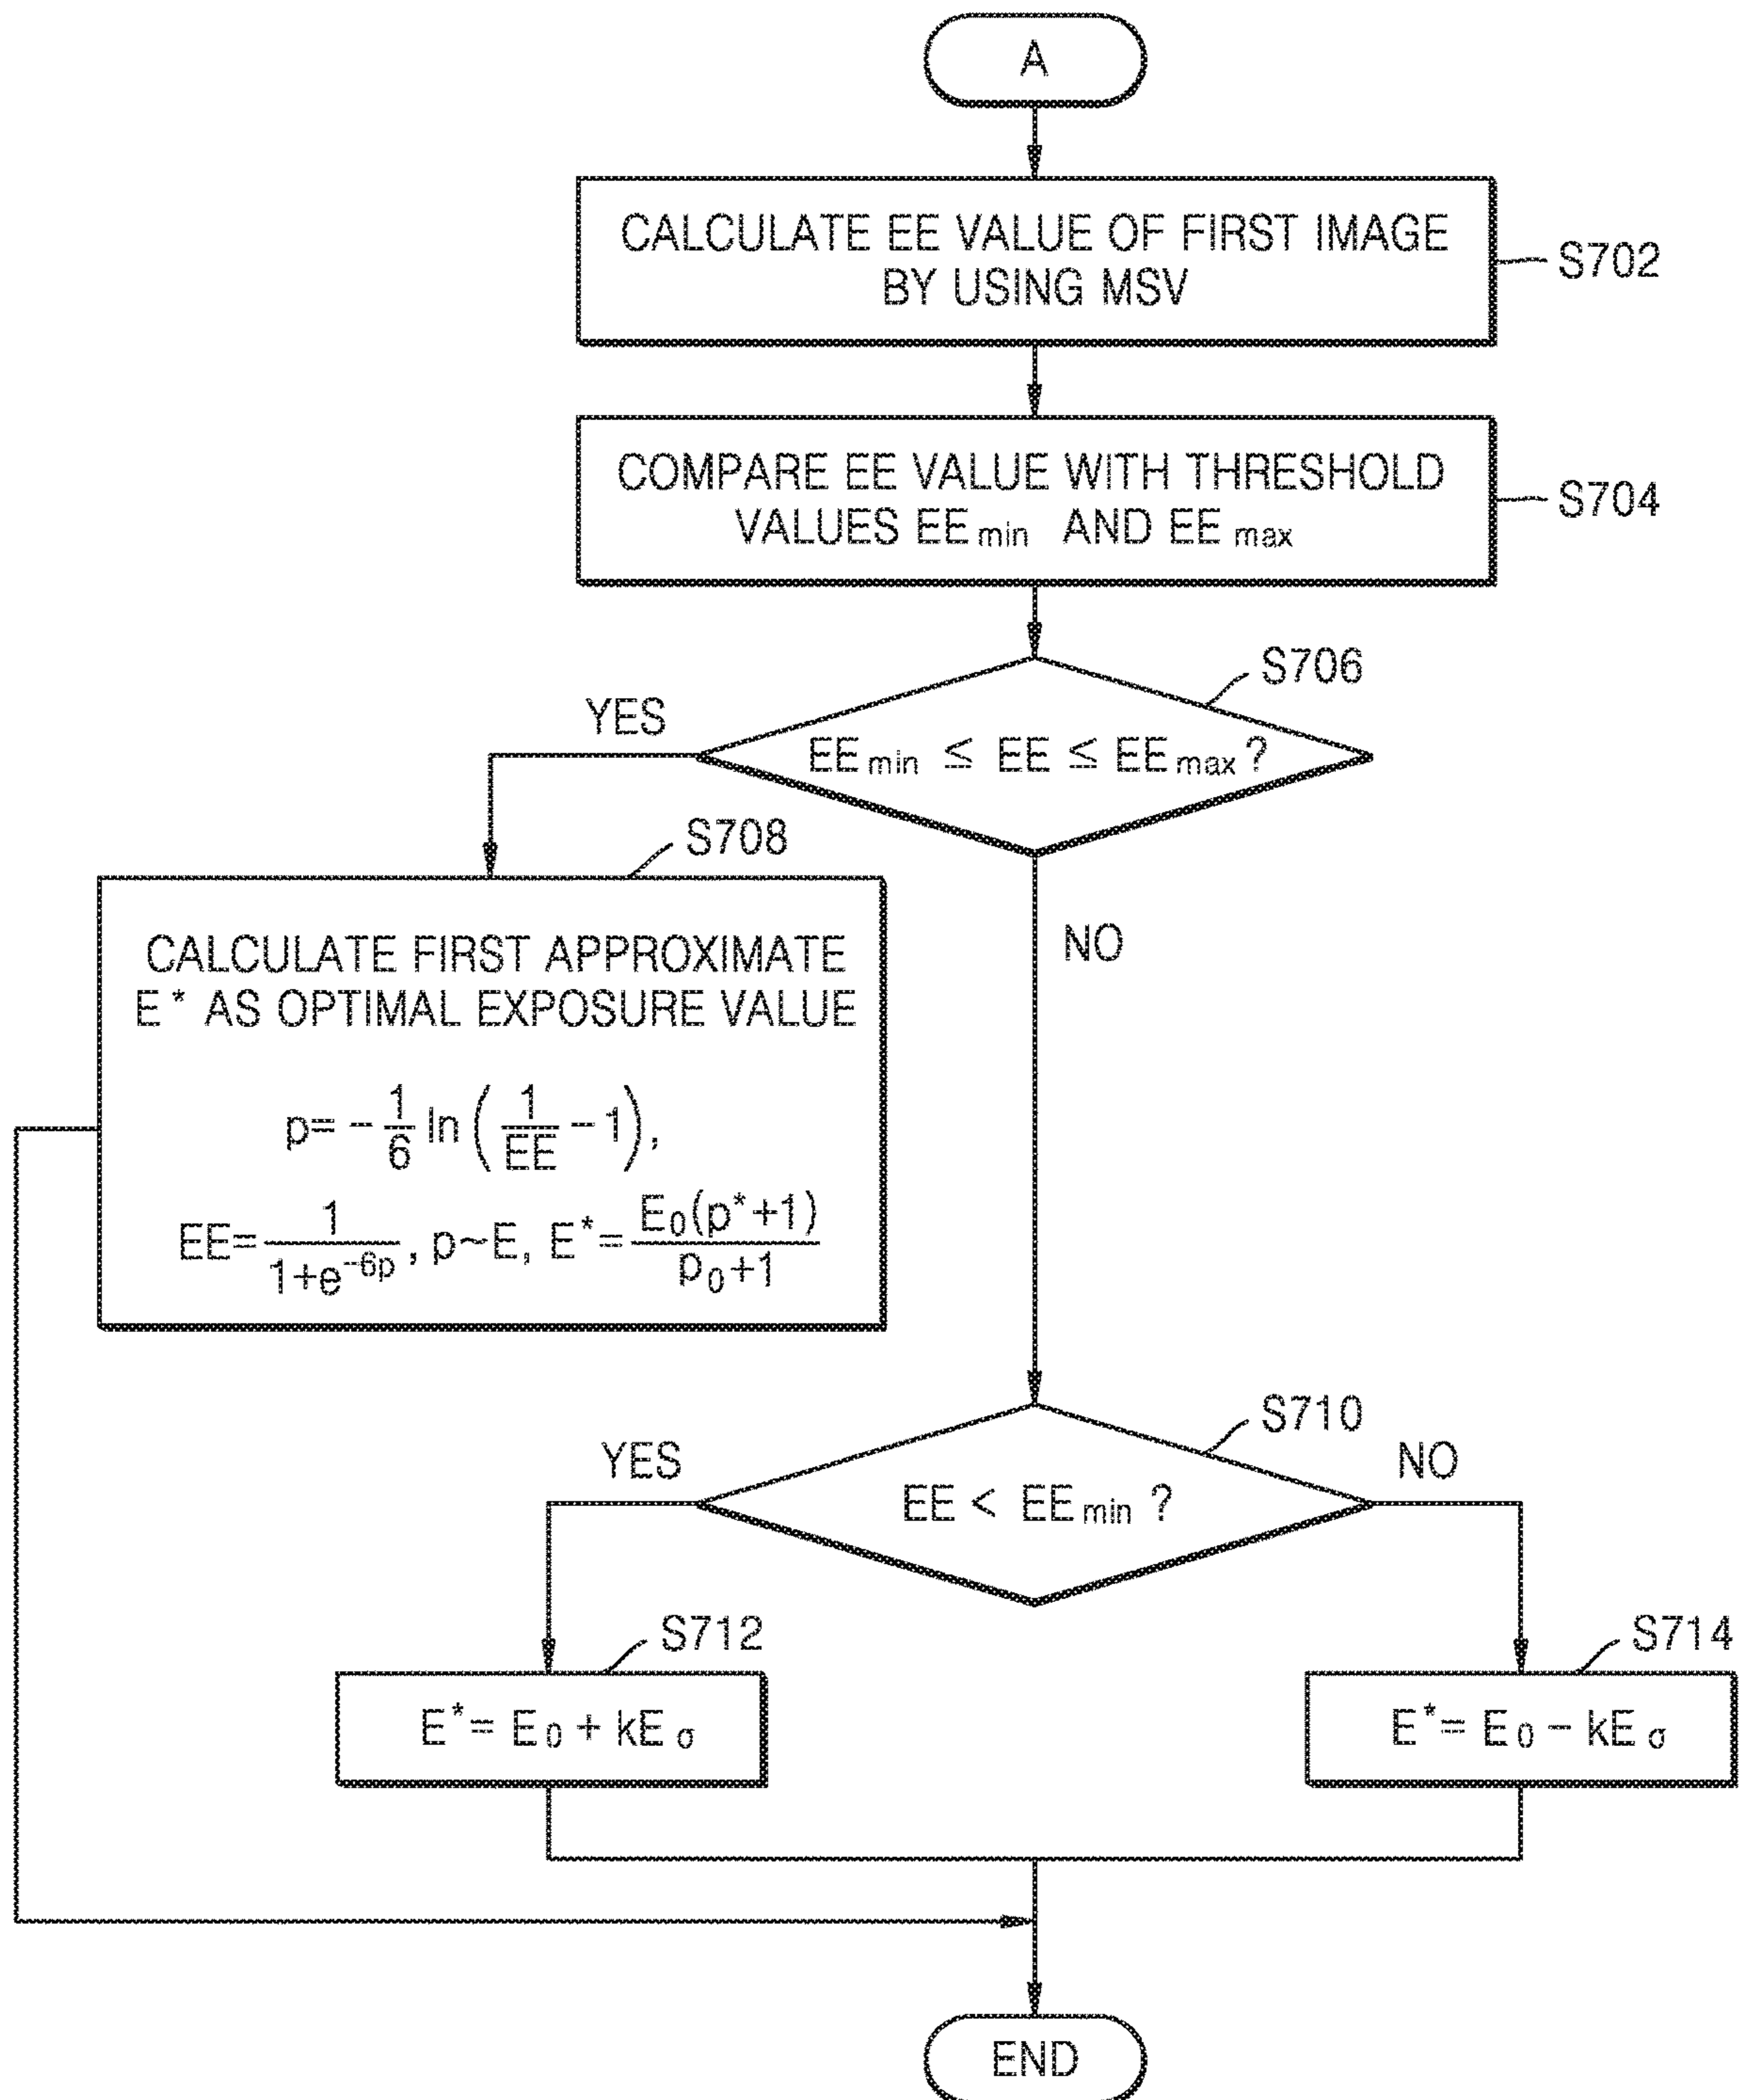 A
CALCULATE EE VALUE OF FIRST IMAGE
BY USING MSV
S702
COMPARE EE VALUE WITH THRESHOLD
VALUES EE min AND EE max
S704
S706
YES
EE min ≤ EE ≤ EE max ?
NO
S708
CALCULATE FIRST APPROXIMATE
E* AS OPTIMAL EXPOSURE VALUE
p= - 1/6 ln ( 1/EE - 1 ),
EE= 1/(1+e^-6p), p~E, E*= E₀(p*+1)/(p₀+1)
S710
YES
NO
EE < EE min ?
S712
E*= E₀ + kE σ
S714
E*= E₀ - kE σ
END